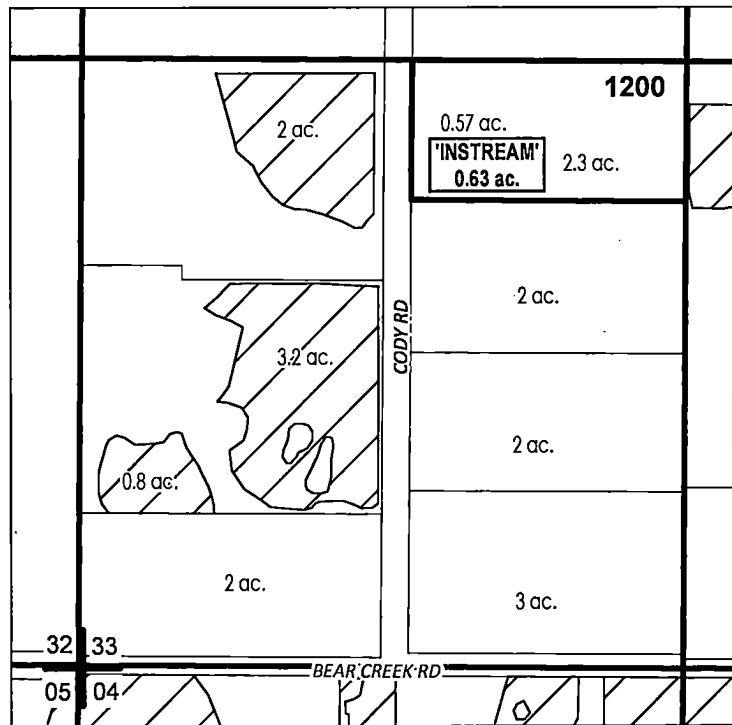 1200
2 ac.
0.57 ac.
'INSTREAM'
0.63 ac.
2.3 ac.
2 ac.
CODY RD
3.2 ac.
2 ac.
0.8 ac.
2 ac.
3 ac.
32 33
BEAR CREEK RD
05 04